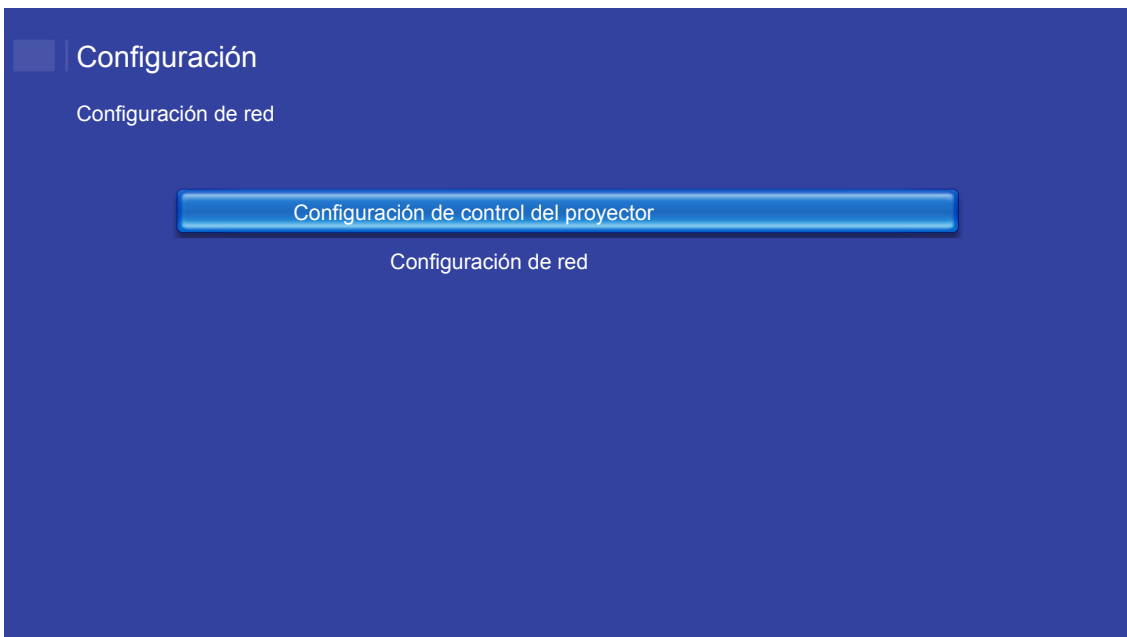 Configuración
Configuración de red
Configuración de control del proyector
Configuración de red